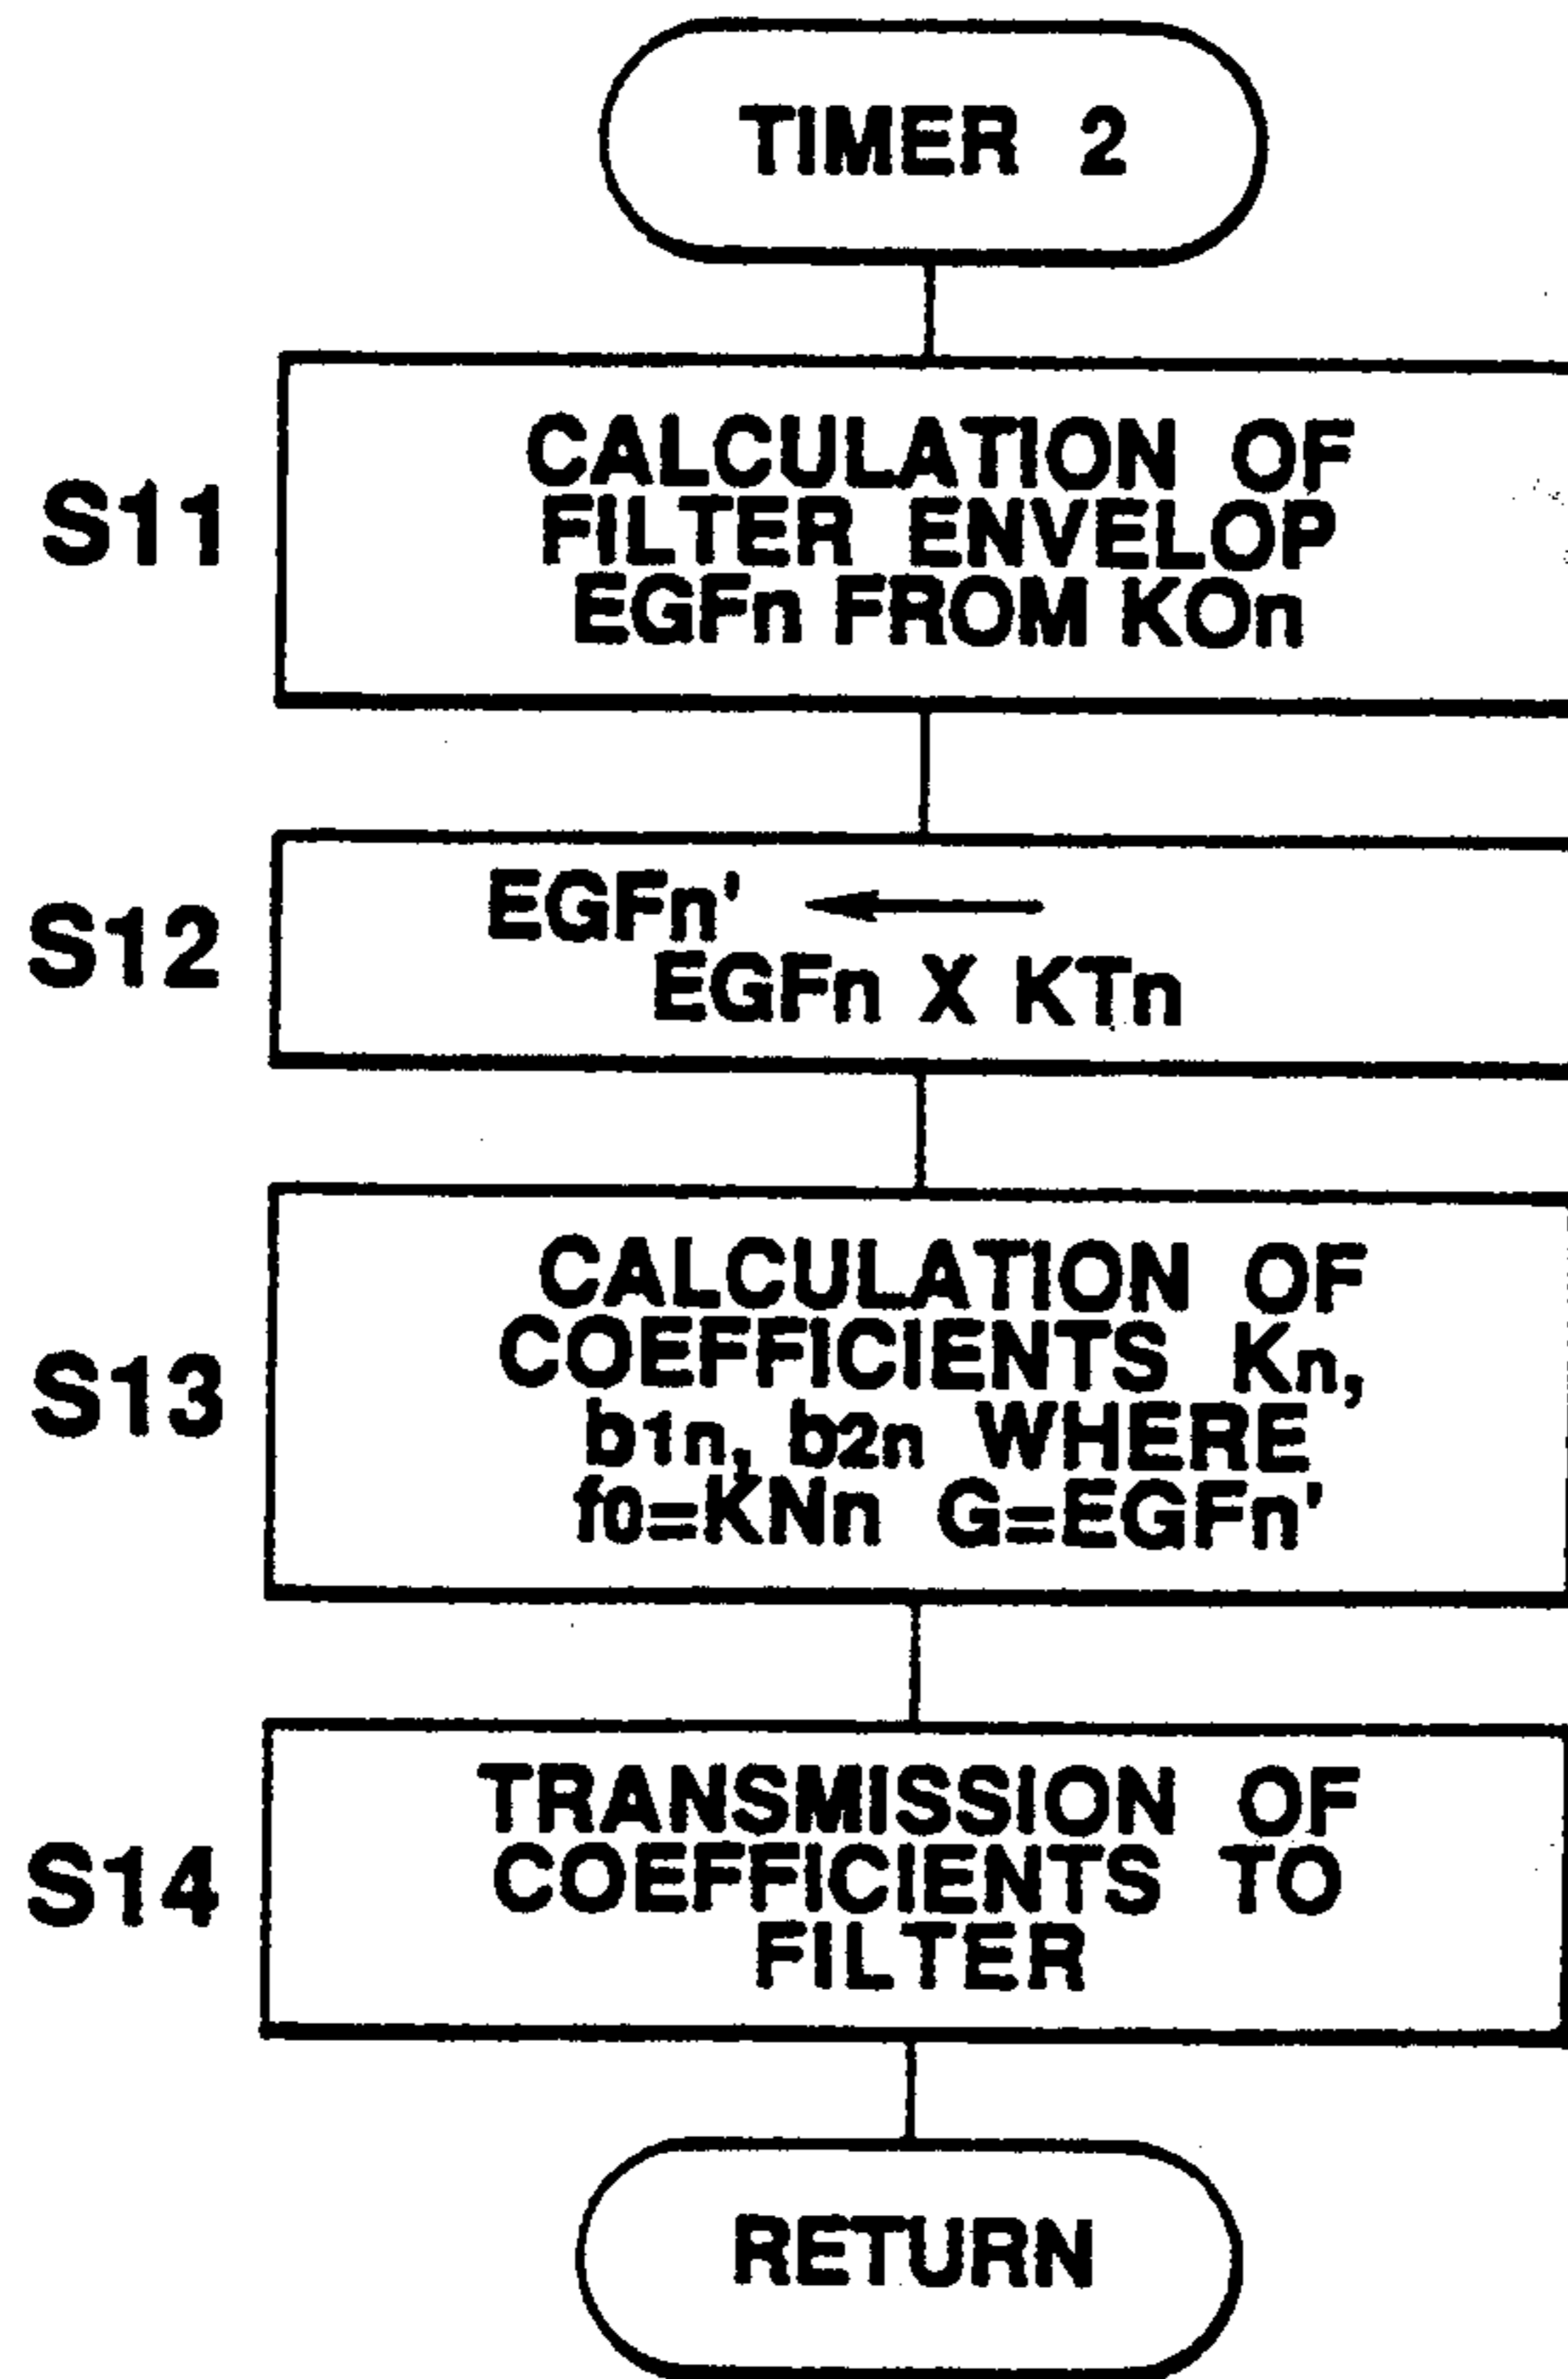 TIMER 2
S11
CALCULATION OF
FILTER ENVELOP
EGFn FROM KOn
S12
EGFn' ←
EGFn X KTn
S13
CALCULATION OF
COEFFICIENTS Kn,
b1n, b2n WHERE
f0=KNn G=EGFn'
S14
TRANSMISSION OF
COEFFICIENTS TO
FILTER
RETURN